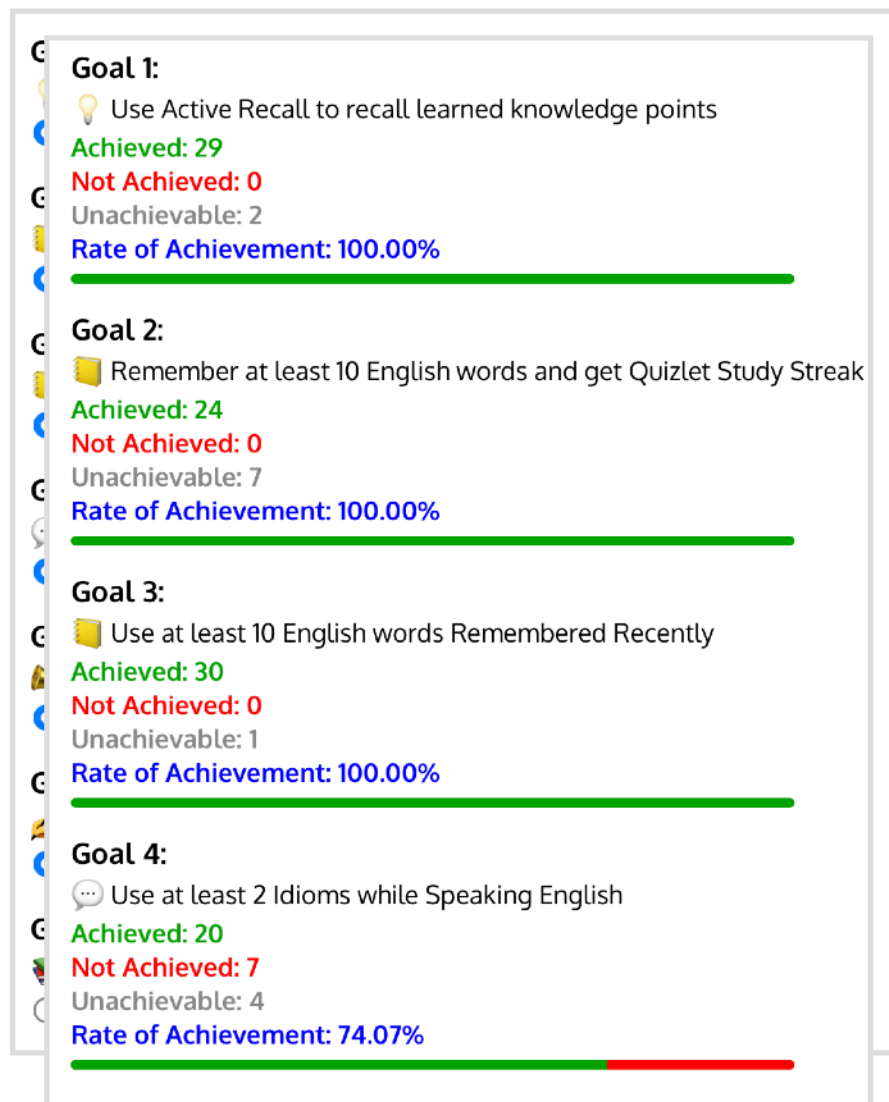 Goal 1:
Use Active Recall to recall learned knowledge points
Achieved: 29
Not Achieved: 0
Unachievable: 2
Rate of Achievement: 100.00%
Goal 2:
Remember at least 10 English words and get Quizlet Study Streak
Achieved: 24
Not Achieved: 0
Unachievable: 7
Rate of Achievement: 100.00%
Goal 3:
Use at least 10 English words Remembered Recently
Achieved: 30
Not Achieved: 0
Unachievable: 1
Rate of Achievement: 100.00%
Goal 4:
Use at least 2 Idioms while Speaking English
Achieved: 20
Not Achieved: 7
Unachievable: 4
Rate of Achievement: 74.07%